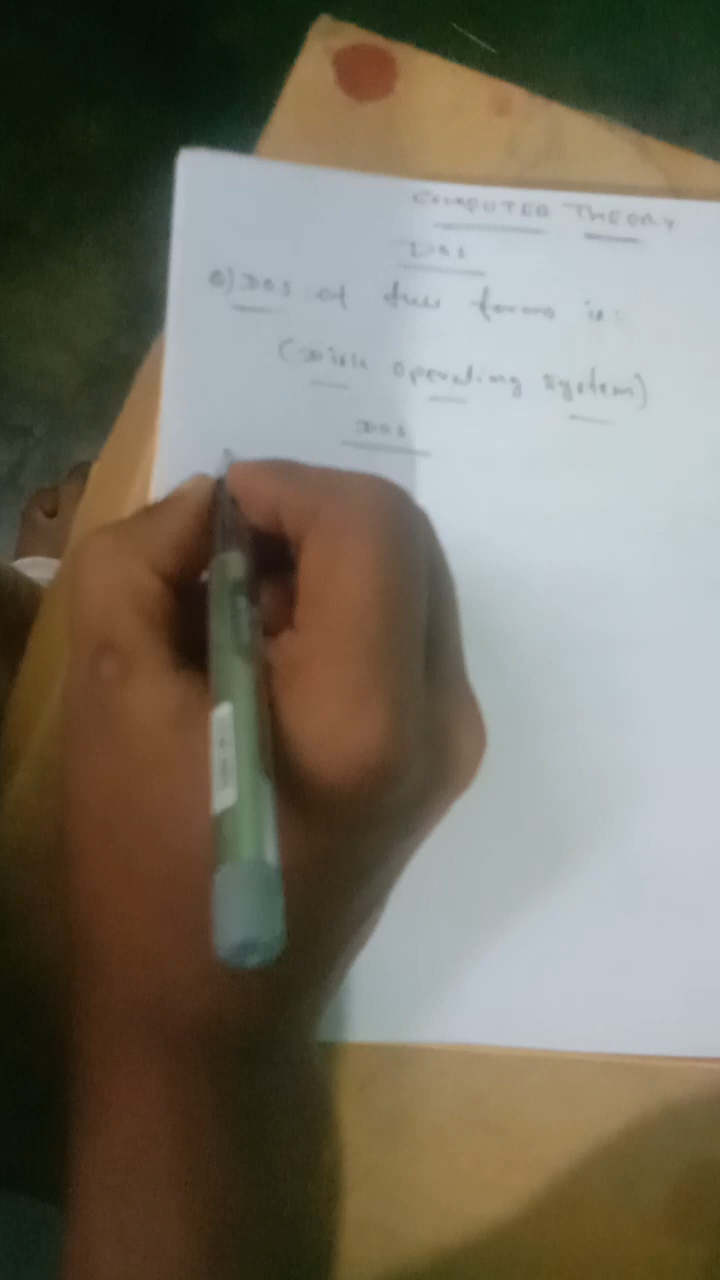 COMPUTER THEORY
DOS
DOS of full forms is:
(Disk operating system)
DOS